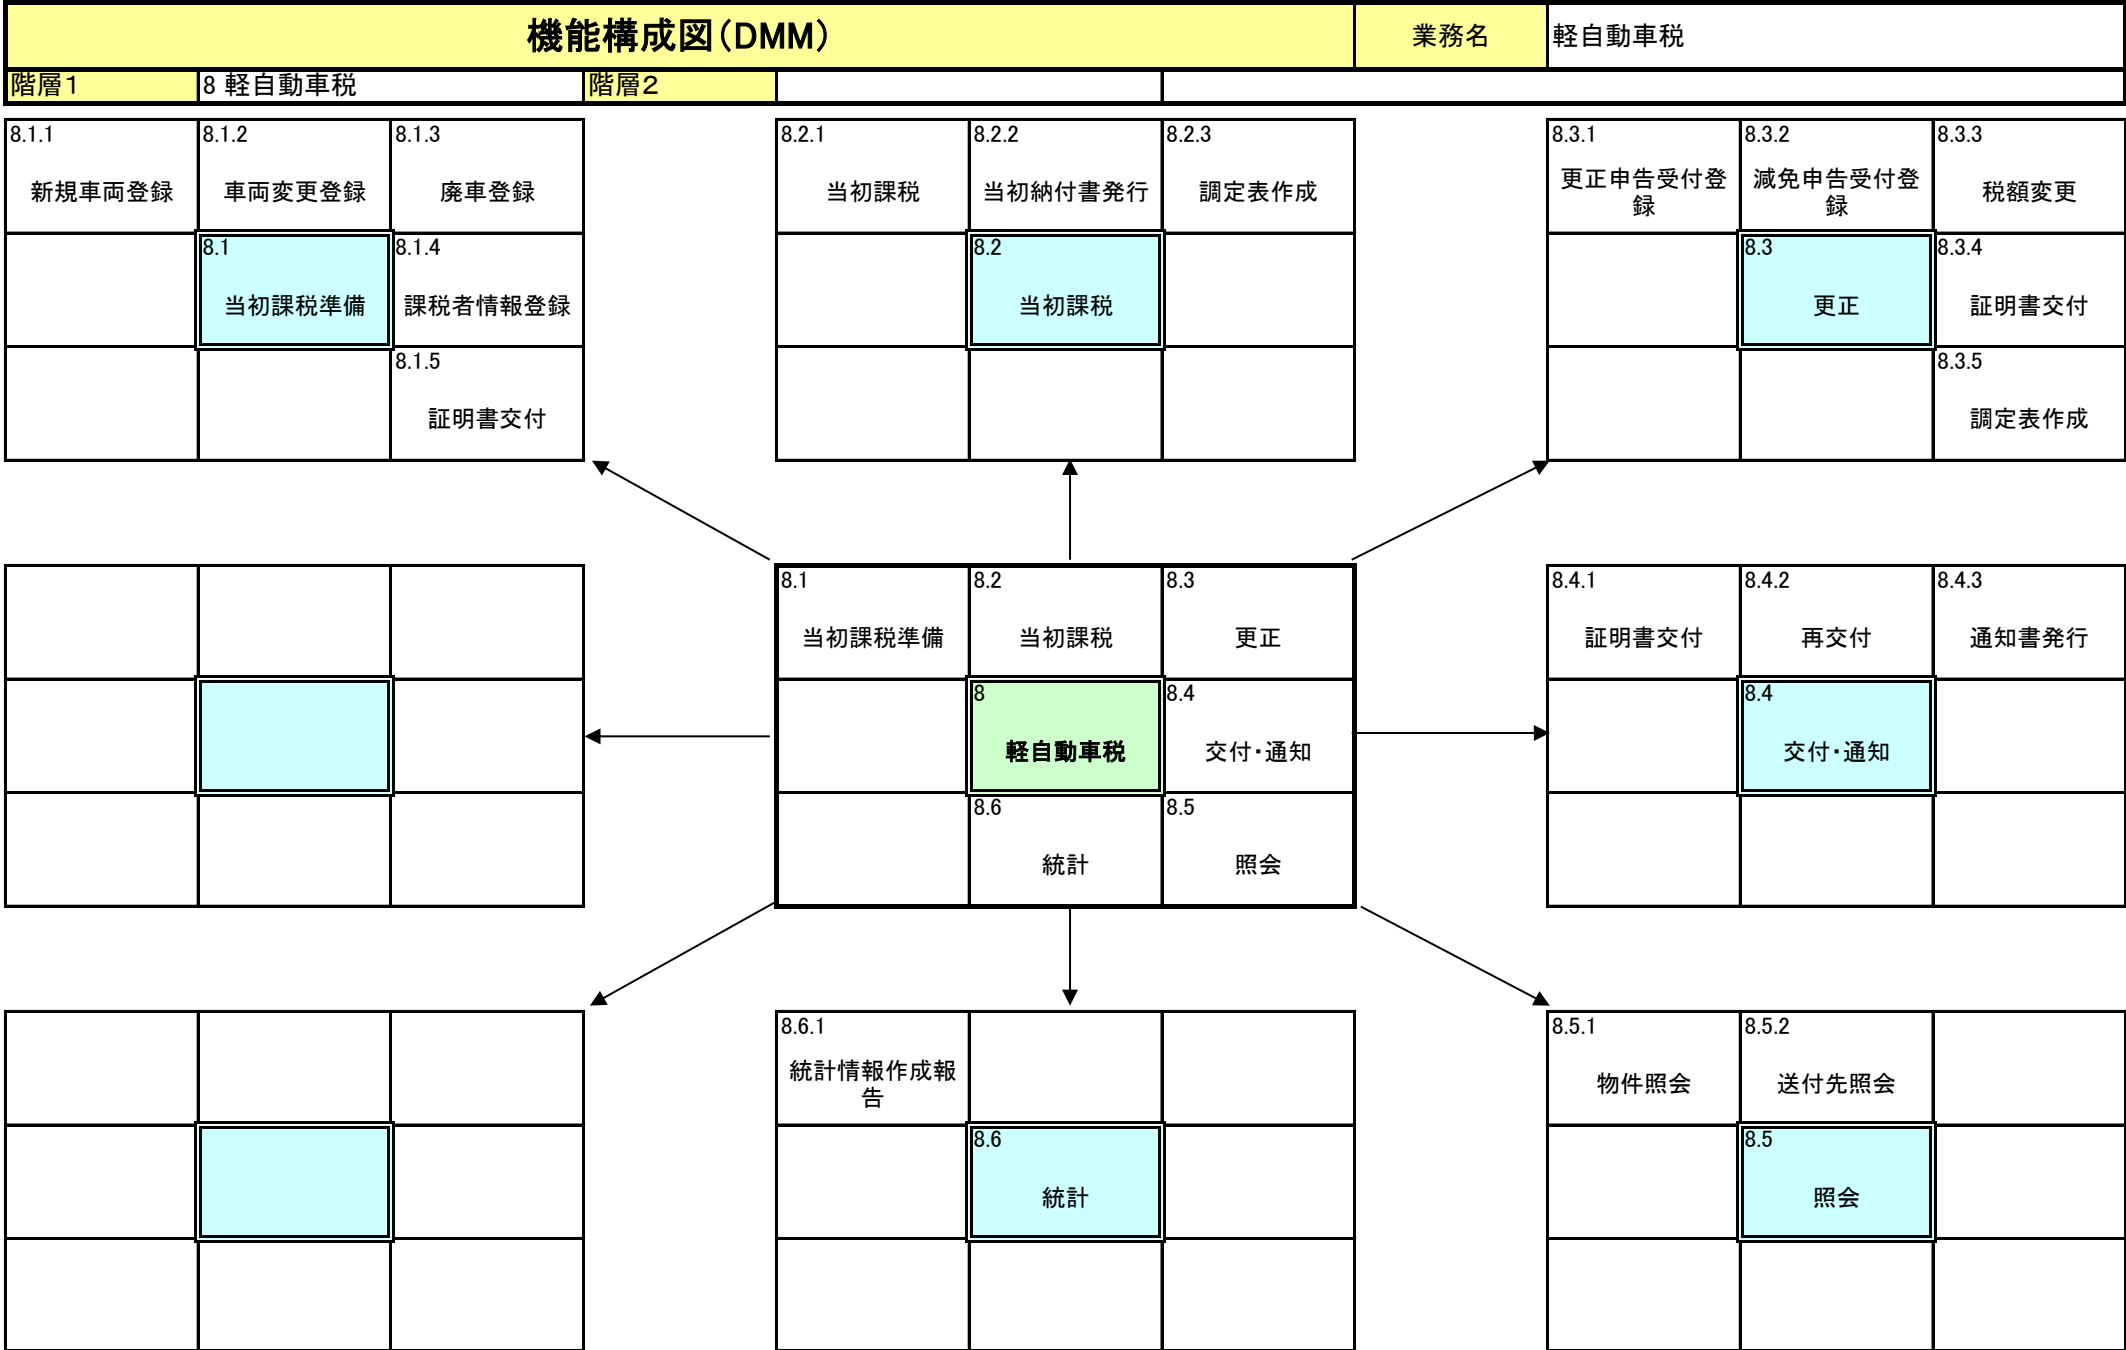 機能構成図（DMM）
業務名
軽自動車税
階層１
8 軽自動車税
階層２
8.1.1
新規車両登録
8.1.2
車両変更登録
8.1.3
廃車登録
8.1
当初課税準備
8.1.4
課税者情報登録
8.1.5
証明書交付
8.2.1
当初課税
8.2.2
当初納付書発行
8.2.3
調定表作成
8.2
当初課税
8.3.1
更正申告受付登
録
8.3.2
減免申告受付登
録
8.3.3
税額変更
8.3
更正
8.3.4
証明書交付
8.3.5
調定表作成
8.1
当初課税準備
8.2
当初課税
8.3
更正
8
軽自動車税
8.4
交付・通知
8.6
統計
8.5
照会
8.4.1
証明書交付
8.4.2
再交付
8.4.3
通知書発行
8.4
交付・通知
8.6.1
統計情報作成報
告
8.6
統計
8.5.1
物件照会
8.5.2
送付先照会
8.5
照会